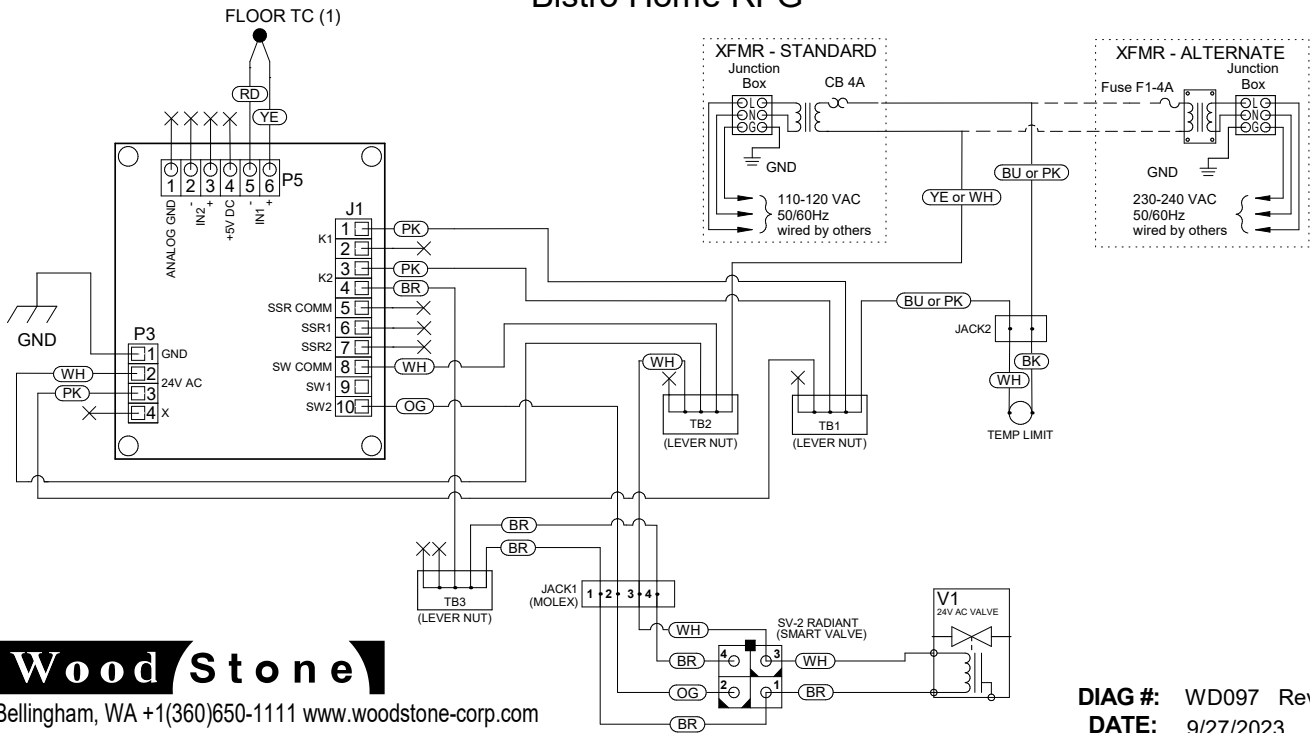 Bistro Home RFG
FLOOR TC (1)
RD
YE
1 2 3 4 5 6 P5
ANALOG GND
- IN2 +
+5V DC
- IN1 +
J1
K1
1
PK
2
K2
3
PK
4
BR
SSR COMM 5
SSR1 6
SSR2 7
SW COMM 8
WH
SW1 9
SW2 10
OG
GND
P3
1 GND
WH
2
24V AC
PK
3
4 X
XFMR - STANDARD
Junction
Box
CB 4A
L
N
G
GND
110-120 VAC
50/60Hz
wired by others
XFMR - ALTERNATE
Junction
Box
Fuse F1-4A
L
N
G
GND
230-240 VAC
50/60Hz
wired by others
BU or PK
YE or WH
BU or PK
JACK2
BK
WH
TEMP LIMIT
WH
TB2
(LEVER NUT)
TB1
(LEVER NUT)
BR
BR
TB3
(LEVER NUT)
JACK1
(MOLEX)
1 2 3 4
SV-2 RADIANT
(SMART VALVE)
WH
BR
OG
BR
4 3
2 1
WH
BR
V1
24V AC VALVE
Wood Stone
Bellingham, WA +1(360)650-1111 www.woodstone-corp.com
DIAG #: WD097 Rev
DATE: 9/27/2023